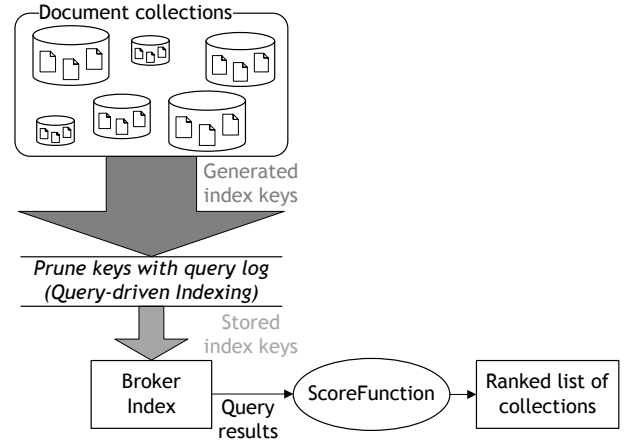 Document collections
Generated
index keys
Prune keys with query log
(Query-driven Indexing)
Stored
index keys
Broker
Index
Query
results
ScoreFunction
Ranked list of
collections